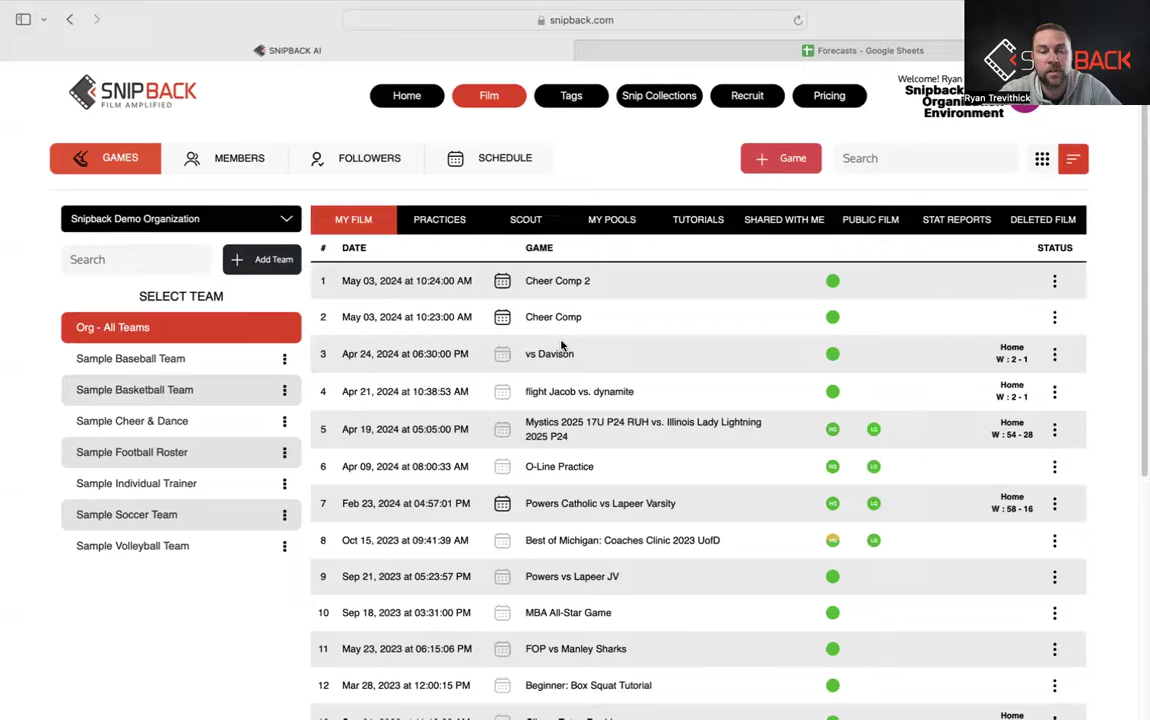 snipback.com
SNIPBACK AI
Forecasts - Google Sheets
SNIPBACK
FILM AMPLIFIED
Home
Film
Tags
Snip Collections
Recruit
Pricing
Welcome! Ryan
Snipback
Organization
Environment
Ryan Trevithick
BACK
GAMES
MEMBERS
FOLLOWERS
SCHEDULE
+ Game
Search
Snipback Demo Organization
Search
+ Add Team
SELECT TEAM
Org - All Teams
Sample Baseball Team
Sample Basketball Team
Sample Cheer & Dance
Sample Football Roster
Sample Individual Trainer
Sample Soccer Team
Sample Volleyball Team
MY FILM PRACTICES SCOUT MY POOLS TUTORIALS SHARED WITH ME PUBLIC FILM STAT REPORTS DELETED FILM
# DATE GAME STATUS
1 May 03, 2024 at 10:24:00 AM Cheer Comp 2
2 May 03, 2024 at 10:23:00 AM Cheer Comp
3 Apr 24, 2024 at 06:30:00 PM vs Davison Home
W : 2 - 1
4 Apr 21, 2024 at 10:38:53 AM flight Jacob vs. dynamite Home
W : 2 - 1
5 Apr 19, 2024 at 05:05:00 PM Mystics 2025 17U P24 RUH vs. Illinois Lady Lightning
2025 P24 HQ LQ Home
W : 54 - 28
6 Apr 09, 2024 at 08:00:33 AM O-Line Practice HQ LQ
7 Feb 23, 2024 at 04:57:01 PM Powers Catholic vs Lapeer Varsity HQ LQ Home
W : 58 - 16
8 Oct 15, 2023 at 09:41:39 AM Best of Michigan: Coaches Clinic 2023 UofD HQ LQ
9 Sep 21, 2023 at 05:23:57 PM Powers vs Lapeer JV
10 Sep 18, 2023 at 03:31:00 PM MBA All-Star Game
11 May 23, 2023 at 06:15:06 PM FOP vs Manley Sharks
12 Mar 28, 2023 at 12:00:15 PM Beginner: Box Squat Tutorial
Home